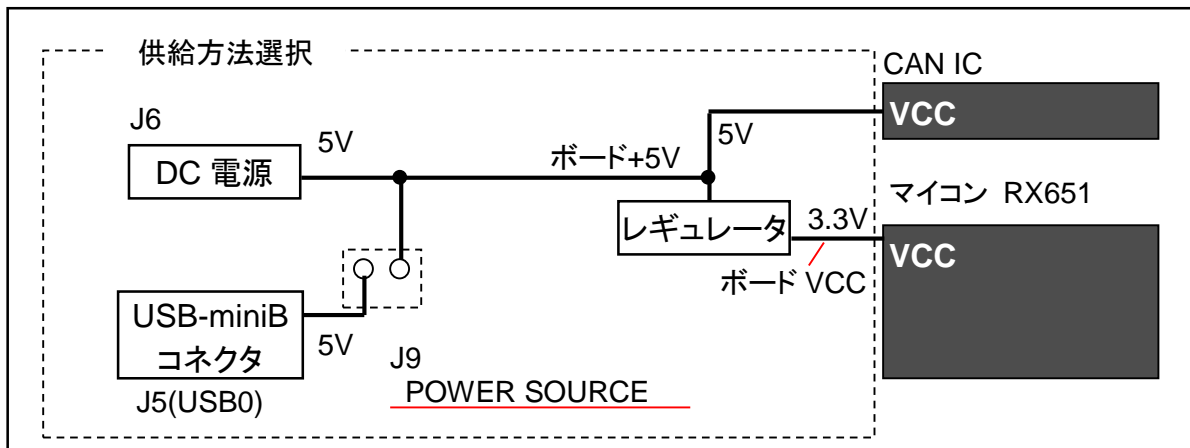 供給方法選択
CAN IC
VCC
J6
5V
5V
DC 電源
ボード+5V
マイコン RX651
レギュレータ
3.3V
VCC
ボード VCC
USB-miniB
コネクタ
5V
J9
POWER SOURCE
J5(USB0)